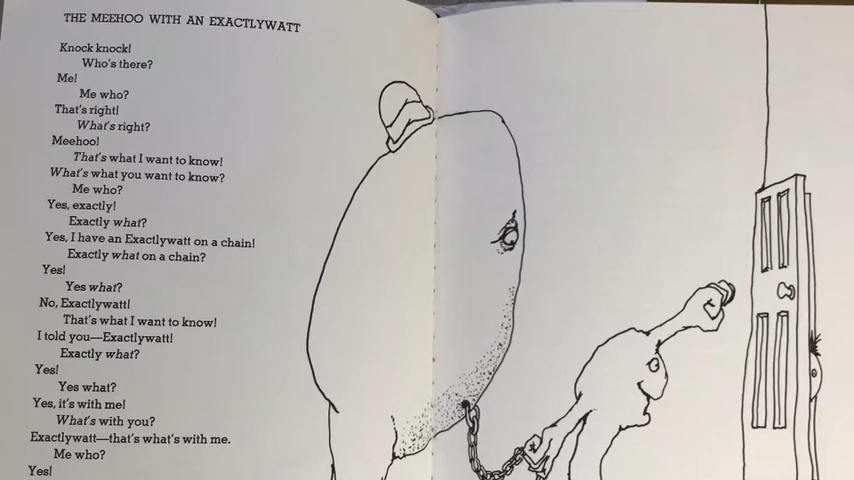 THE MEEHOO WITH AN EXACTLYWATT
Knock knock!
Who's there?
Me!
Me who?
That's right!
What's right?
Meehoo!
That's what I want to know!
What's what you want to know?
Me who?
Yes, exactly!
Exactly what?
Yes, I have an Exactlywatt on a chain!
Exactly what on a chain?
Yes!
Yes what?
No, Exactlywatt!
That's what I want to know!
I told you—Exactlywatt!
Exactly what?
Yes!
Yes what?
Yes, it's with me!
What's with you?
Exactlywatt—that's what's with me.
Me who?
Yes!